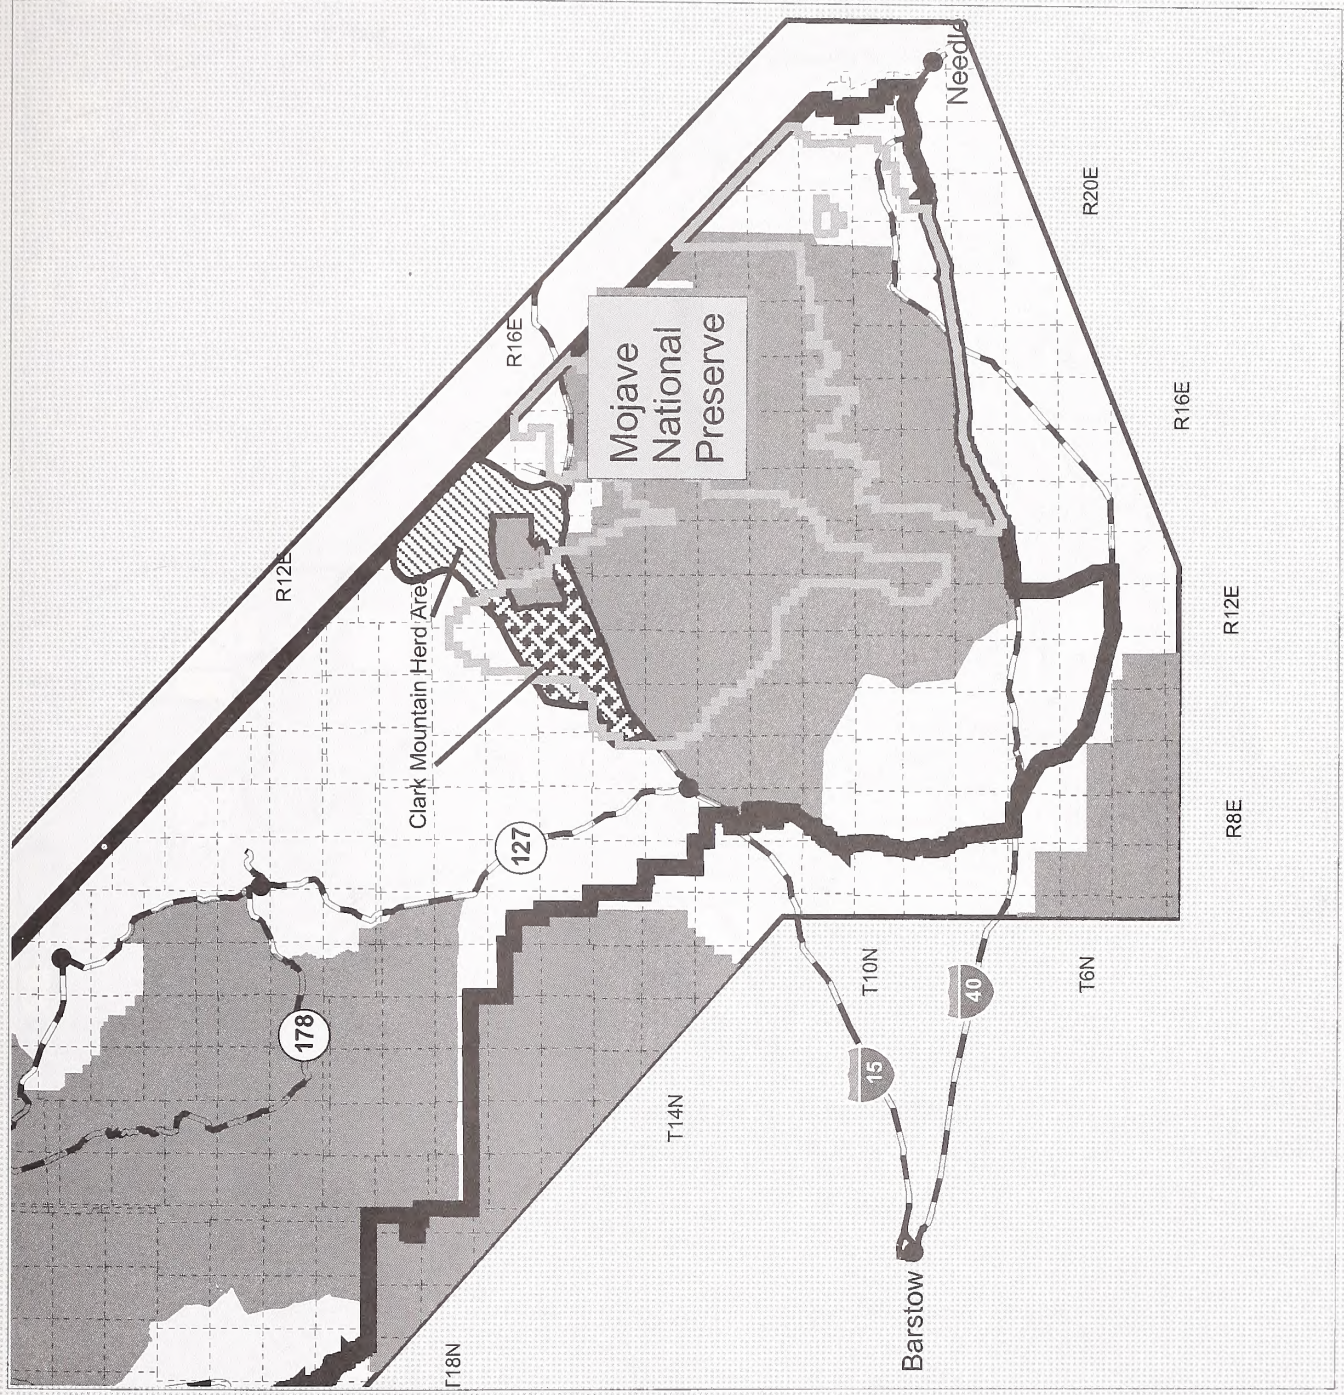 Needle
R20E
R16E
R16E
Mojave
National
Preserve
R12E
R12E
Clark Mountain Herd Are
R8E
127
178
T10N
T6N
40
15
T14N
Barstow
T18N